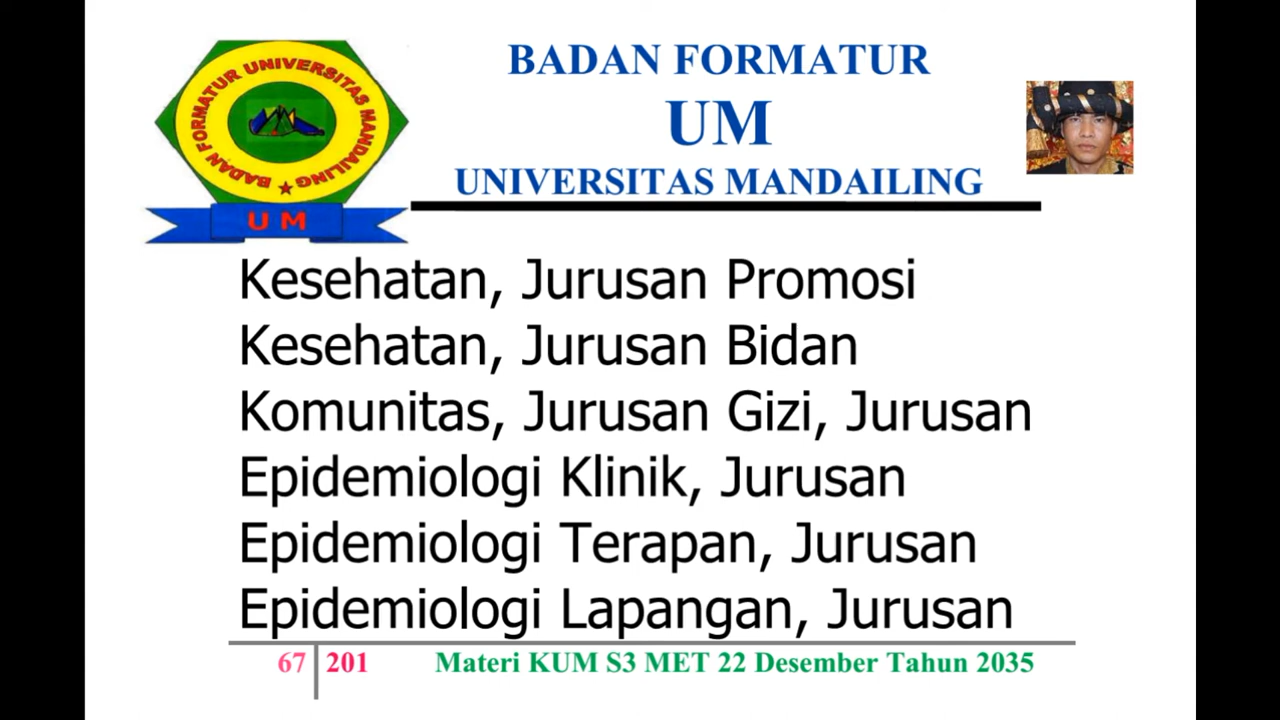 BADAN FORMATUR UNIVERSITAS MANDAILING
U M
BADAN FORMATUR
UM
UNIVERSITAS MANDAILING
Kesehatan, Jurusan Promosi
Kesehatan, Jurusan Bidan
Komunitas, Jurusan Gizi, Jurusan
Epidemiologi Klinik, Jurusan
Epidemiologi Terapan, Jurusan
Epidemiologi Lapangan, Jurusan
67 201 Materi KUM S3 MET 22 Desember Tahun 2035